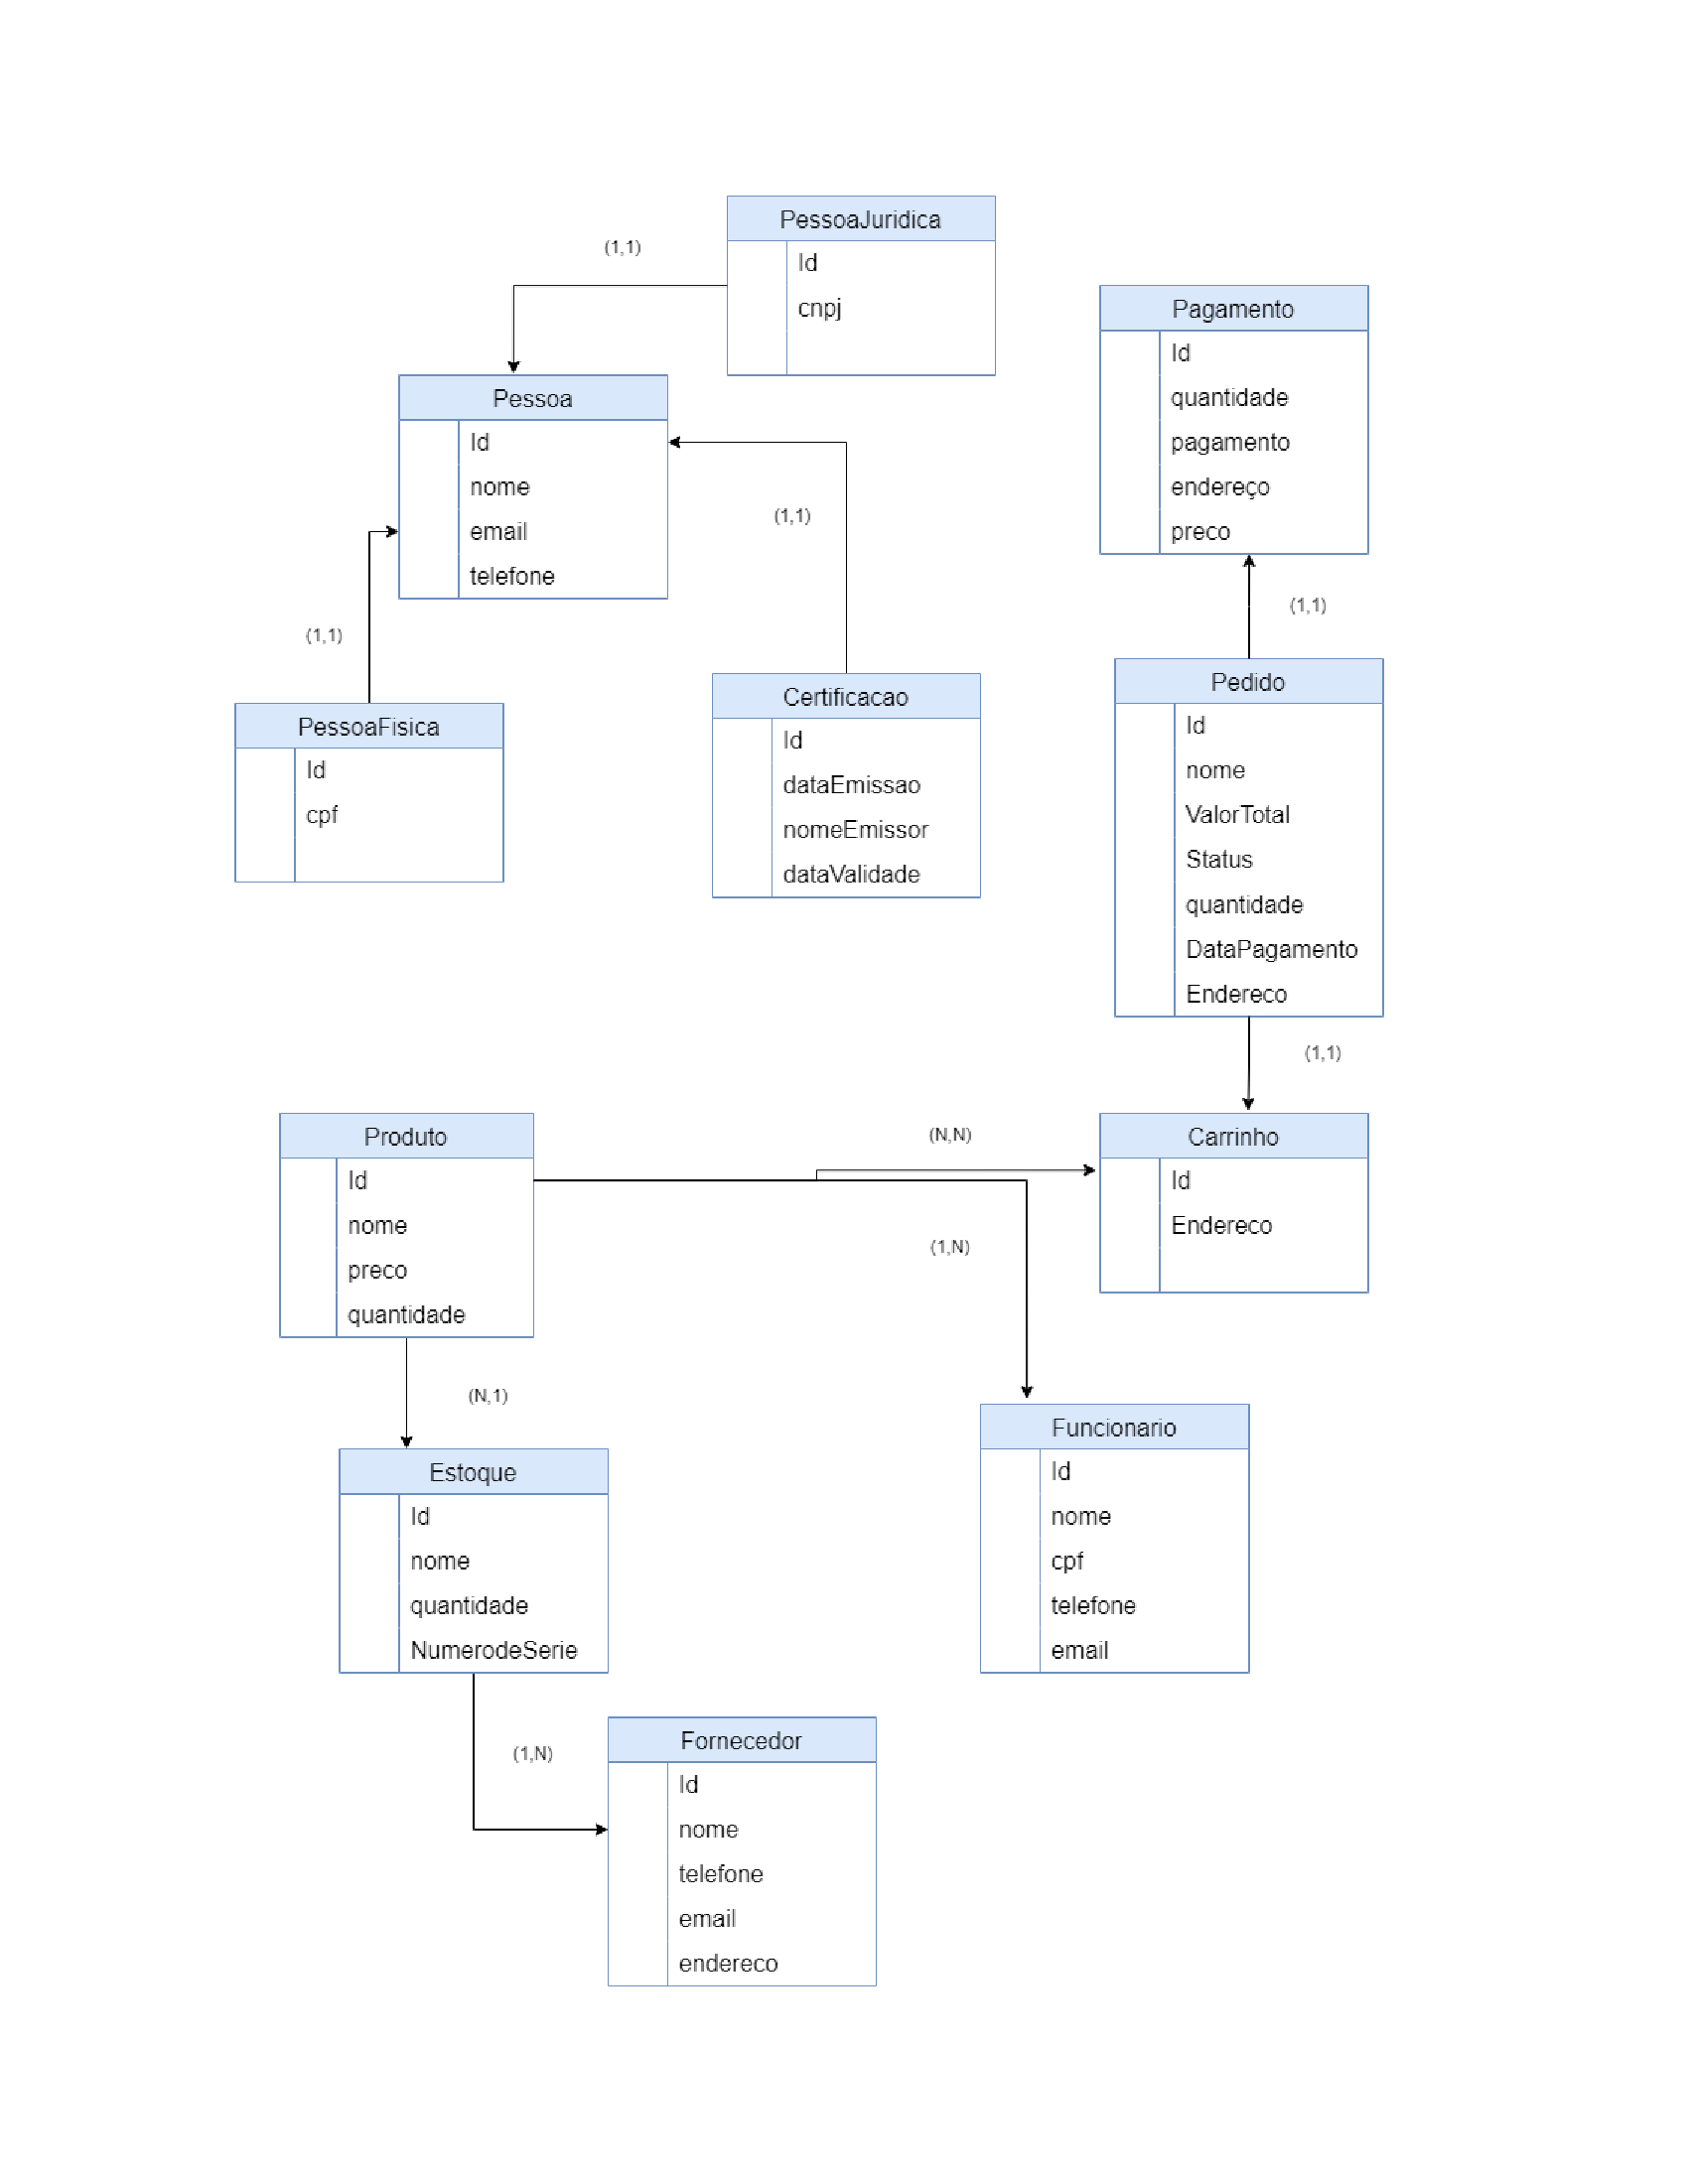 PessoaJuridica
Id
cnpj
(1,1)
Pessoa
Id
nome
email
telefone
(1,1)
(1,1)
PessoaFisica
Id
cpf
Certificacao
Id
dataEmissao
nomeEmissor
dataValidade
Pagamento
Id
quantidade
pagamento
endereço
preco
(1,1)
Pedido
Id
nome
ValorTotal
Status
quantidade
DataPagamento
Endereco
(1,1)
Produto
Id
nome
preco
quantidade
(N,N)
(1,N)
Carrinho
Id
Endereco
(N,1)
Estoque
Id
nome
quantidade
NumerodeSerie
Funcionario
Id
nome
cpf
telefone
email
(1,N)
Fornecedor
Id
nome
telefone
email
endereco